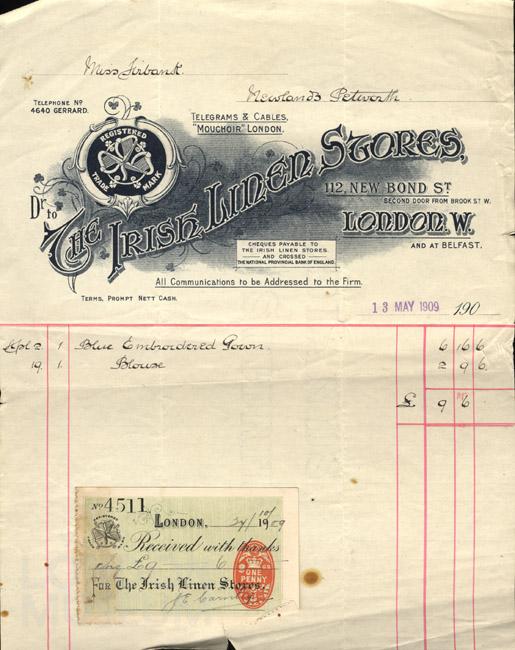 Miss Firbank.
Newlands Petworth.
TELEPHONE No
4640 GERRARD.
TELEGRAMS & CABLES,
"MOUCHOIR" LONDON.
REGISTERED
TRADE MARK
Dr to
THE IRISH LINEN STORES,
112, NEW BOND ST
SECOND DOOR FROM BROOK ST W.
LONDON. W.
AND AT BELFAST.
CHEQUES PAYABLE TO
THE IRISH LINEN STORES.
AND CROSSED
THE NATIONAL PROVINCIAL BANK OF ENGLAND.
All Communications to be Addressed to the Firm.
TERMS, PROMPT NETT CASH.
13 MAY 1909 190
2 1 Blue Embroidered Gown. 6 16 6
19 1. Blouse 2 9 6.
£ 9 6
No 4511
LONDON, 24/10/1909
Received with thanks
£9 6
FOR The Irish Linen Stores
ONE
PENNY